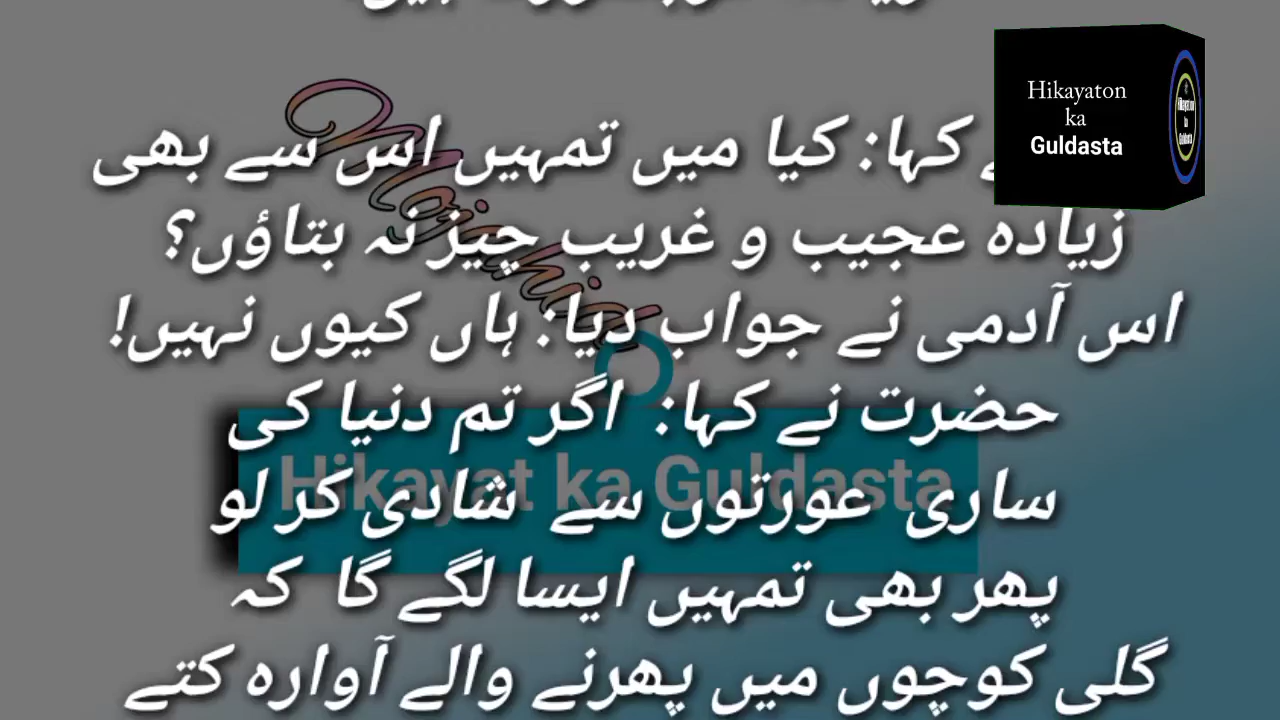 کہا: کیا میں تمہیں اس سے بھی
زیادہ عجیب و غریب چیز نہ بتاؤں؟
اس آدمی نے جواب دیا: ہاں کیوں نہیں!
حضرت نے کہا: اگر تم دنیا کی
ساری عورتوں سے شادی کر لو
پھر بھی تمہیں ایسا لگے گا کہ
گلی کوچوں میں پھرنے والے آوارہ کتے
Hikayaton
ka
Guldasta
Hikayat ka Guldasta